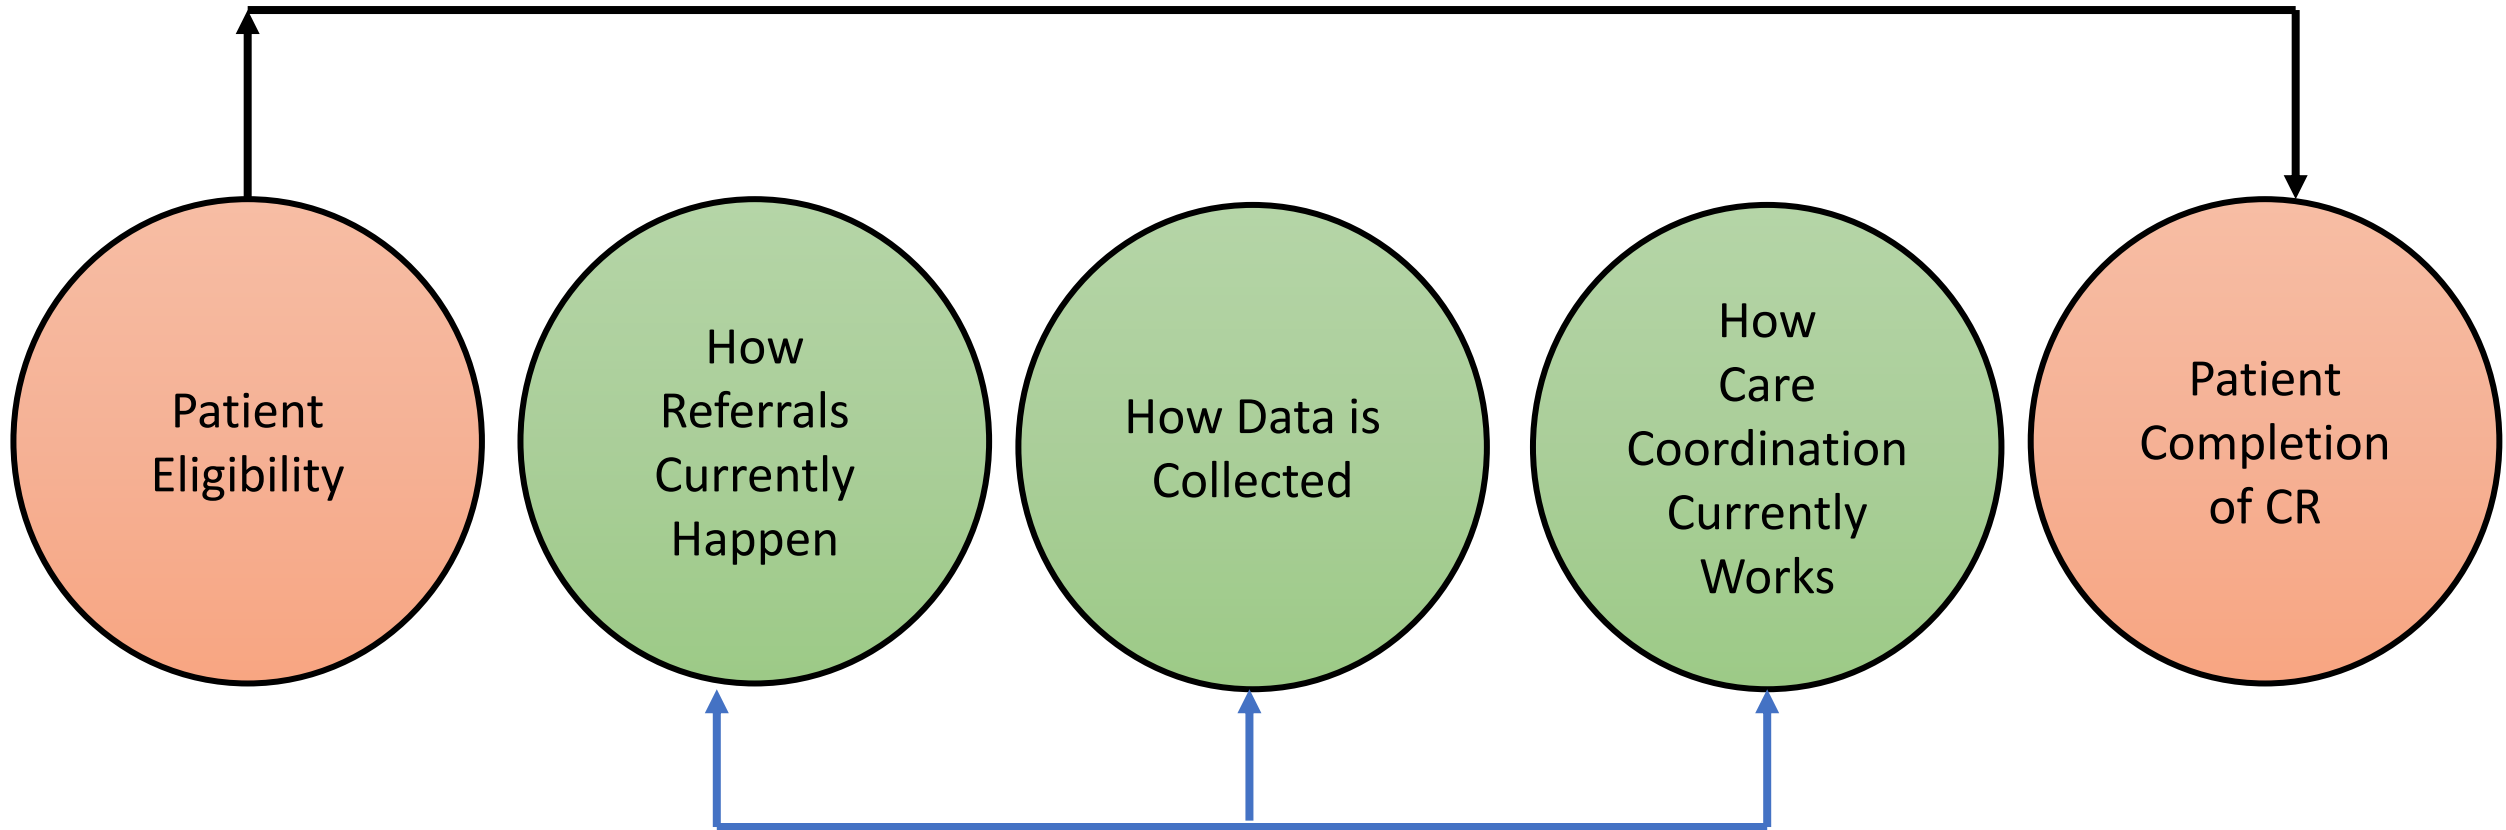 Patient
Eligibility
How
Referrals
Currently
Happen
How Data is
Collected
How
Care
Coordination
Currently
Works
Patient
Completion
of CR